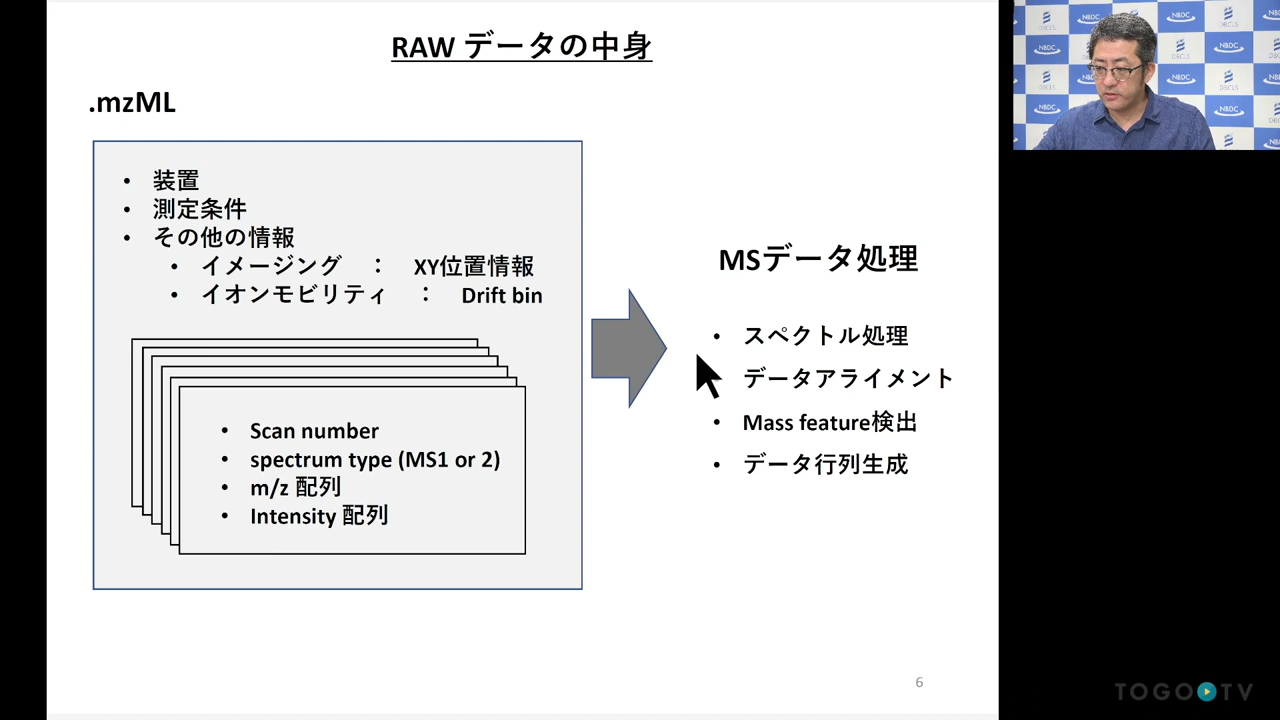 RAW データの中身
.mzML
• 装置
• 測定条件
• その他の情報
• イメージング ： XY位置情報
• イオンモビリティ ： Drift bin
• Scan number
• spectrum type (MS1 or 2)
• m/z 配列
• Intensity 配列
MSデータ処理
• スペクトル処理
データアライメント
• Mass feature検出
• データ行列生成
6
NBDC
DBCLS
TOGO TV